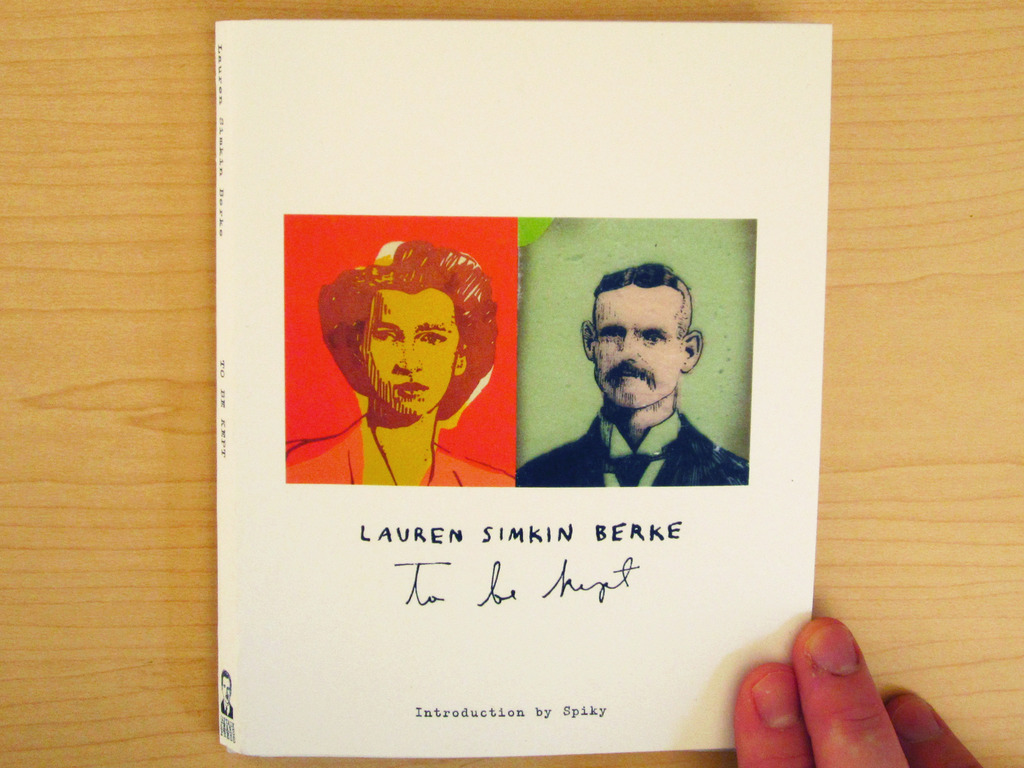 Lauren Simkin Berke
TO BE KEPT
LAUREN SIMKIN BERKE
To be kept
Introduction by Spiky